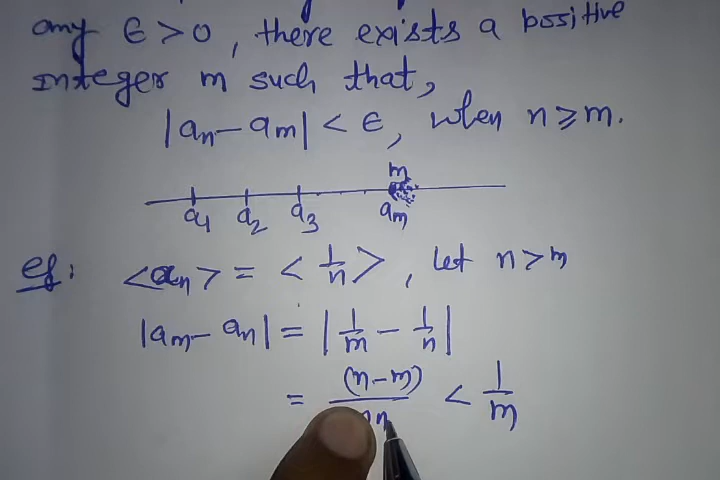 any ϵ > 0, there exists a positive
integer m such that,
|aₙ - aₘ| < ϵ, when n ⩾ m.
m
a₁ a₂ a₃ aₘ
eg: <aₙ> = < 1/n >, let n > m
|aₘ - aₙ| = | 1/m - 1/n |
= (n-m)/ n < 1/m